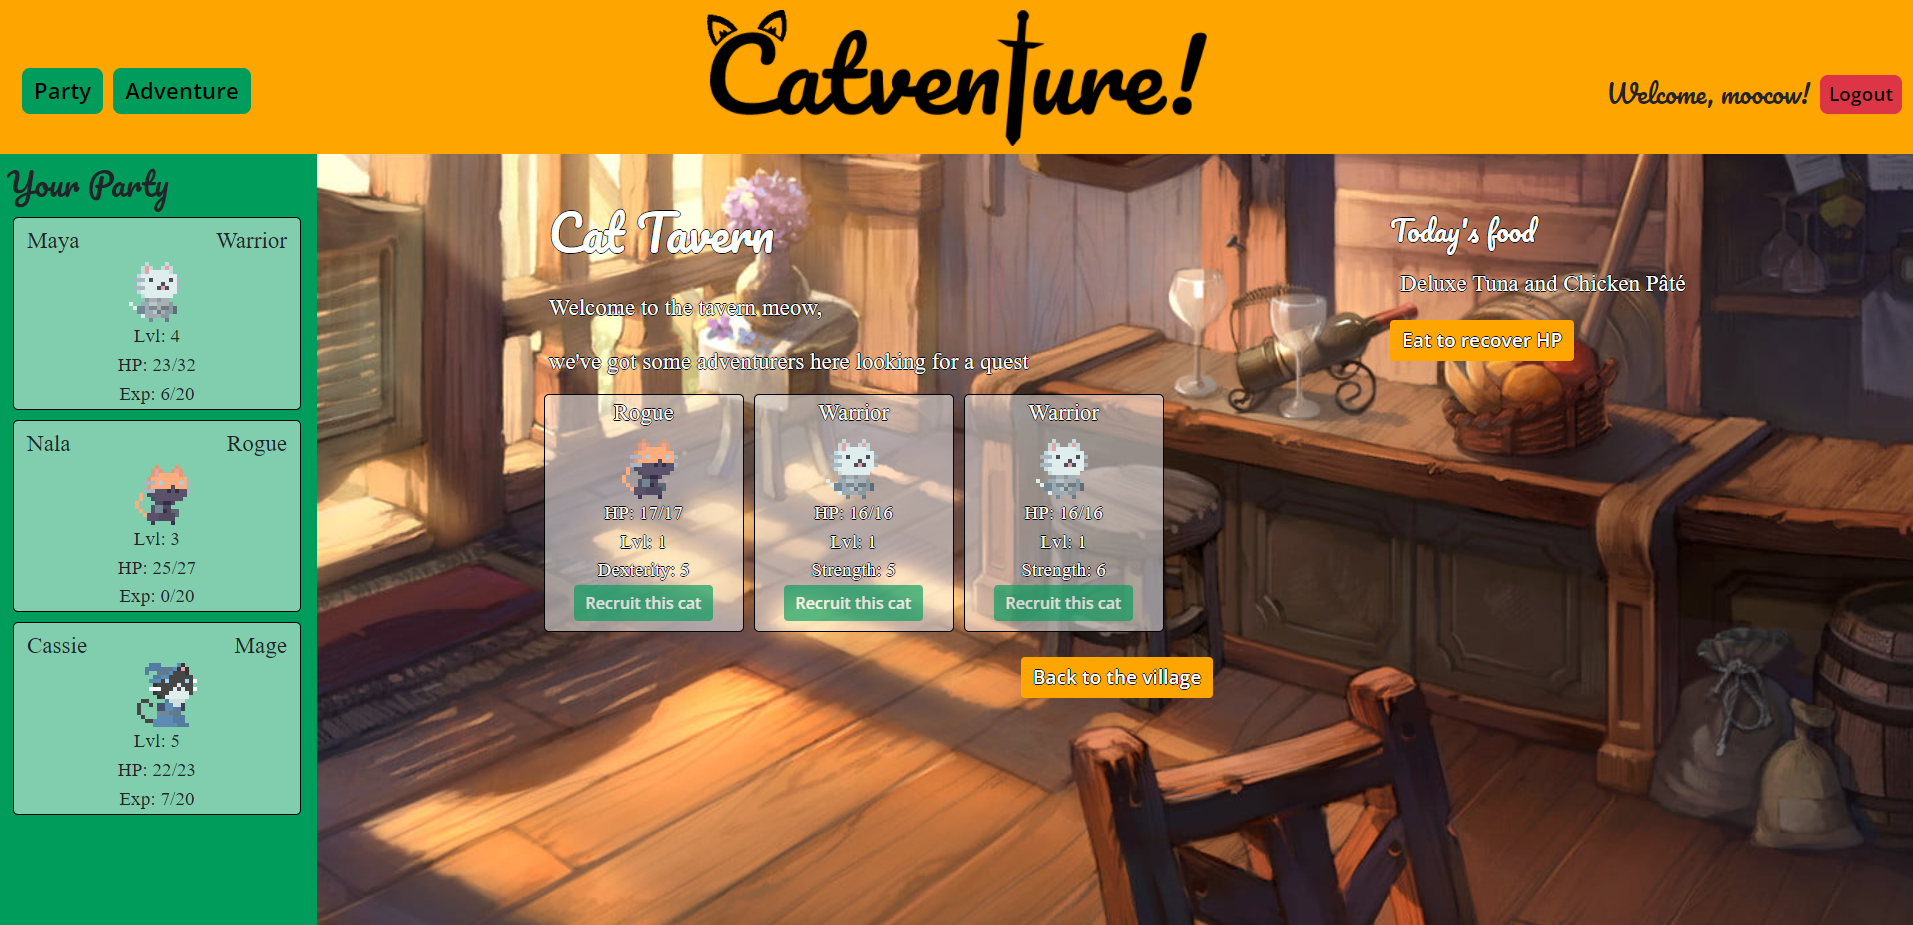 Catventure!
Party
Adventure
Welcome, moocow!
Logout
Your Party
Maya
Warrior
Lvl: 4
HP: 23/32
Exp: 6/20
Nala
Rogue
Lvl: 3
HP: 25/27
Exp: 0/20
Cassie
Mage
Lvl: 5
HP: 22/23
Exp: 7/20
Cat Tavern
Welcome to the tavern meow,
we've got some adventurers here looking for a quest
Rogue
HP: 17/17
Lvl: 1
Dexterity: 5
Recruit this cat
Warrior
HP: 16/16
Lvl: 1
Strength: 5
Recruit this cat
Warrior
HP: 16/16
Lvl: 1
Strength: 6
Recruit this cat
Back to the village
Today's food
Deluxe Tuna and Chicken Pâté
Eat to recover HP